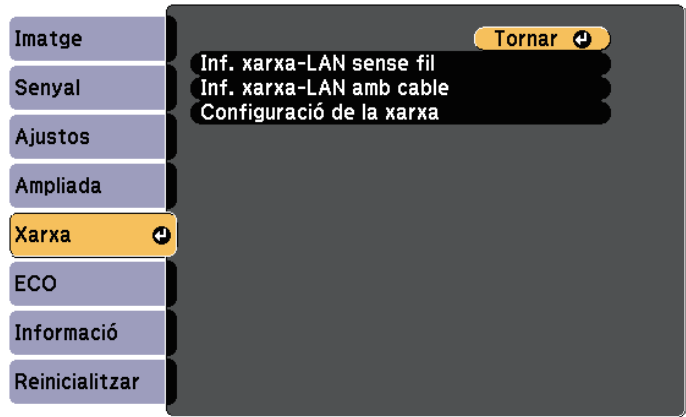 Imatge
Senyal
Ajustos
Ampliada
Xarxa
ECO
Informació
Reinicialitzar
Tornar
Inf. xarxa-LAN sense fil
Inf. xarxa-LAN amb cable
Configuració de la xarxa